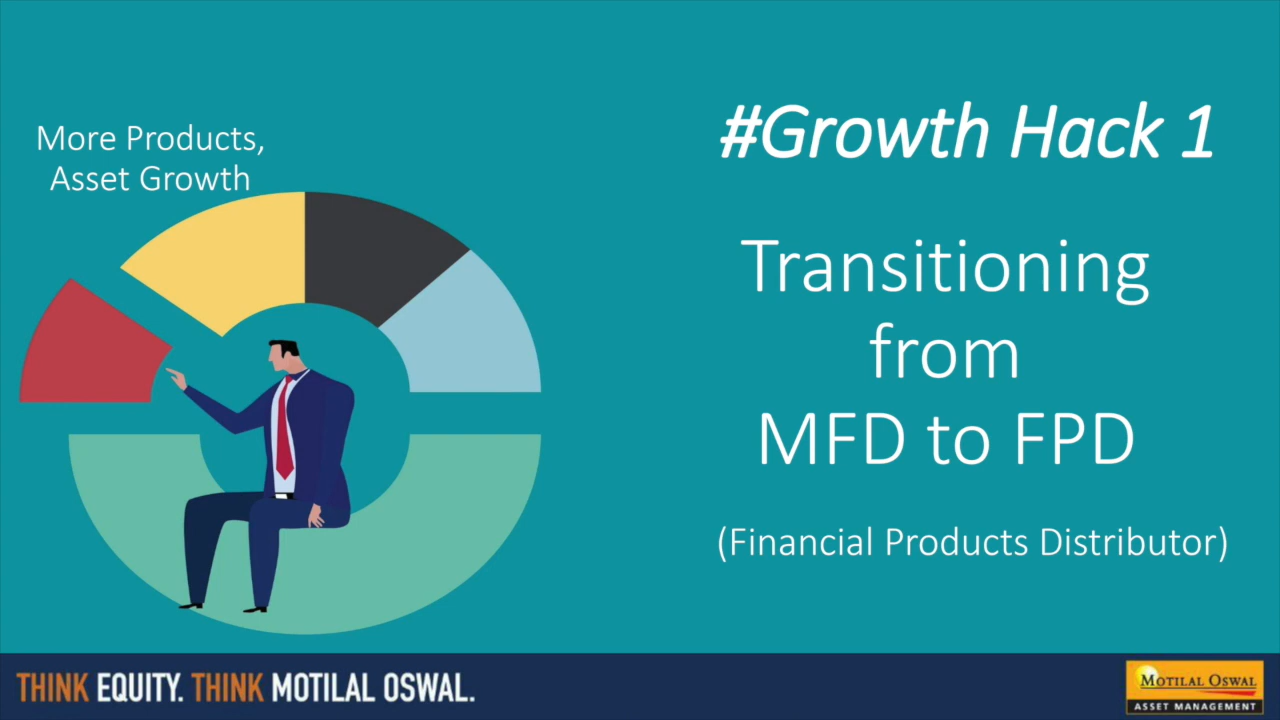 More Products,
Asset Growth
#Growth Hack 1
Transitioning
from
MFD to FPD
(Financial Products Distributor)
THINK EQUITY. THINK MOTILAL OSWAL.
MOTILAL OSWAL
ASSET MANAGEMENT